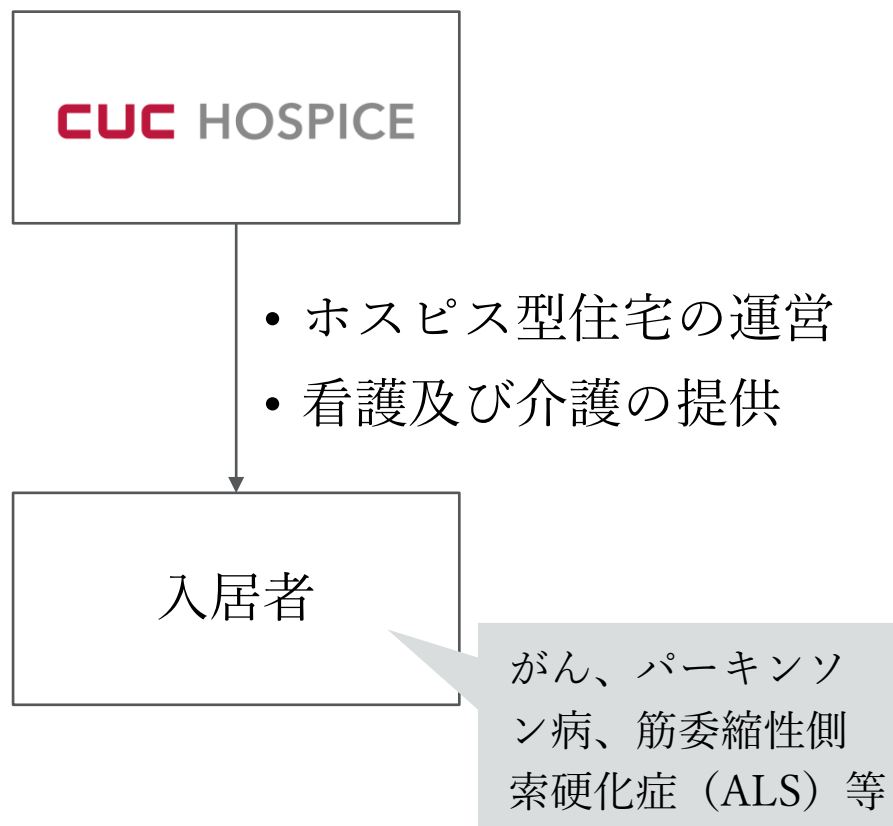 CUC HOSPICE
• ホスピス型住宅の運営
• 看護及び介護の提供
入居者
がん、パーキンソ
ン病、筋委縮性側
索硬化症（ALS）等